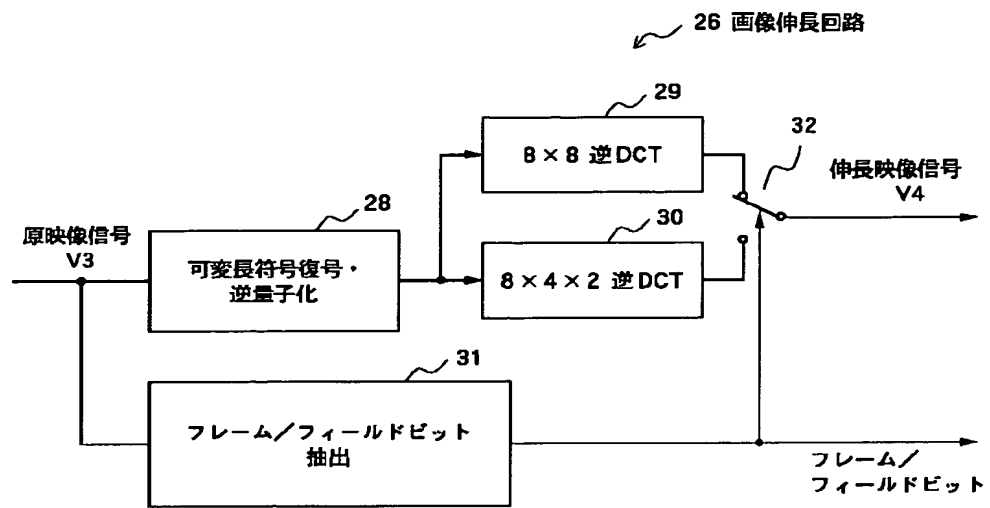 26 画像伸長回路
29
8×8 逆DCT
32
伸長映像信号
V4
28
30
原映像信号
V3
可変長符号復号・
逆量子化
8×4×2 逆DCT
31
フレーム／フィールドビット
抽出
フレーム／
フィールドビット